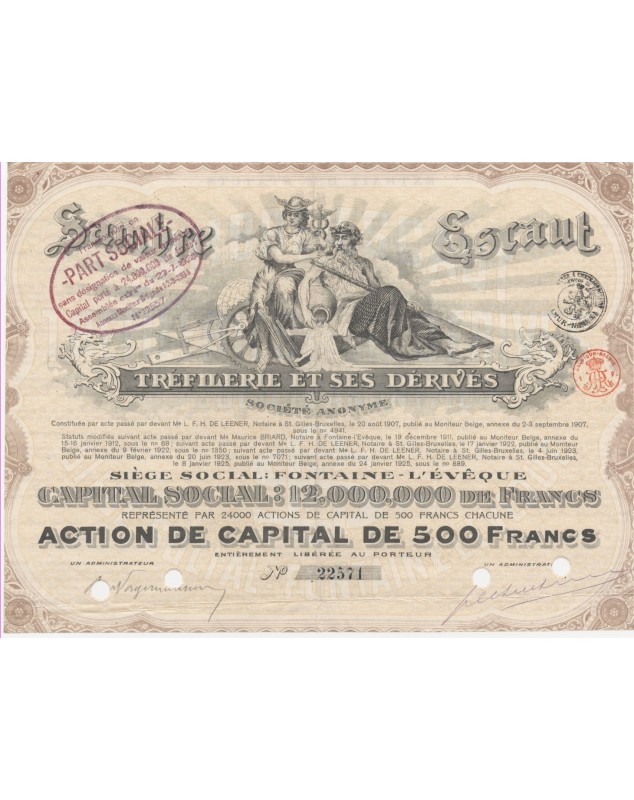 Sambre Escaut
-PART SOCIALE-
sans désignation de valeur
TRÉFILERIE ET SES DÉRIVÉS
SOCIÉTÉ ANONYME
Constituée par acte passé par devant Me L. F. H. DE LEENER, Notaire à St. Gilles-Bruxelles, le 20 août 1907, publié au Moniteur Belge, annexe du 2-3 septembre 1907,
sous le no 4941.
Statuts modifiés suivant acte passé par devant Me Maurice BRIARD, Notaire à Fontaine-l'Evêque, le 19 décembre 1911, publié au Moniteur Belge, annexe du
15-16 janvier 1912, sous le no 68; suivant acte passé par devant Me L. F. H. DE LEENER, Notaire à St. Gilles-Bruxelles, le 17 janvier 1922, publié au Moniteur
Belge, annexe du 9 février 1922, sous le no 1350; suivant acte passé par devant Me L. F. H. DE LEENER, Notaire à St. Gilles-Bruxelles, le 4 juin 1923,
publié au Moniteur Belge, annexe du 20 juin 1923, sous le no 7071; suivant acte passé par devant Me L. F. H. DE LEENER, Notaire à St. Gilles-Bruxelles,
le 8 janvier 1925, publié au Moniteur Belge, annexe du 24 janvier 1925, sous le no 889.
SIÈGE SOCIAL: FONTAINE-L'ÉVÊQUE
CAPITAL SOCIAL: 12.000.000 DE FRANCS
REPRÉSENTÉ PAR 24000 ACTIONS DE CAPITAL DE 500 FRANCS CHACUNE
ACTION DE CAPITAL DE 500 FRANCS
ENTIÈREMENT LIBÉRÉE AU PORTEUR
UN ADMINISTRATEUR
No 22571
UN ADMINISTRAT